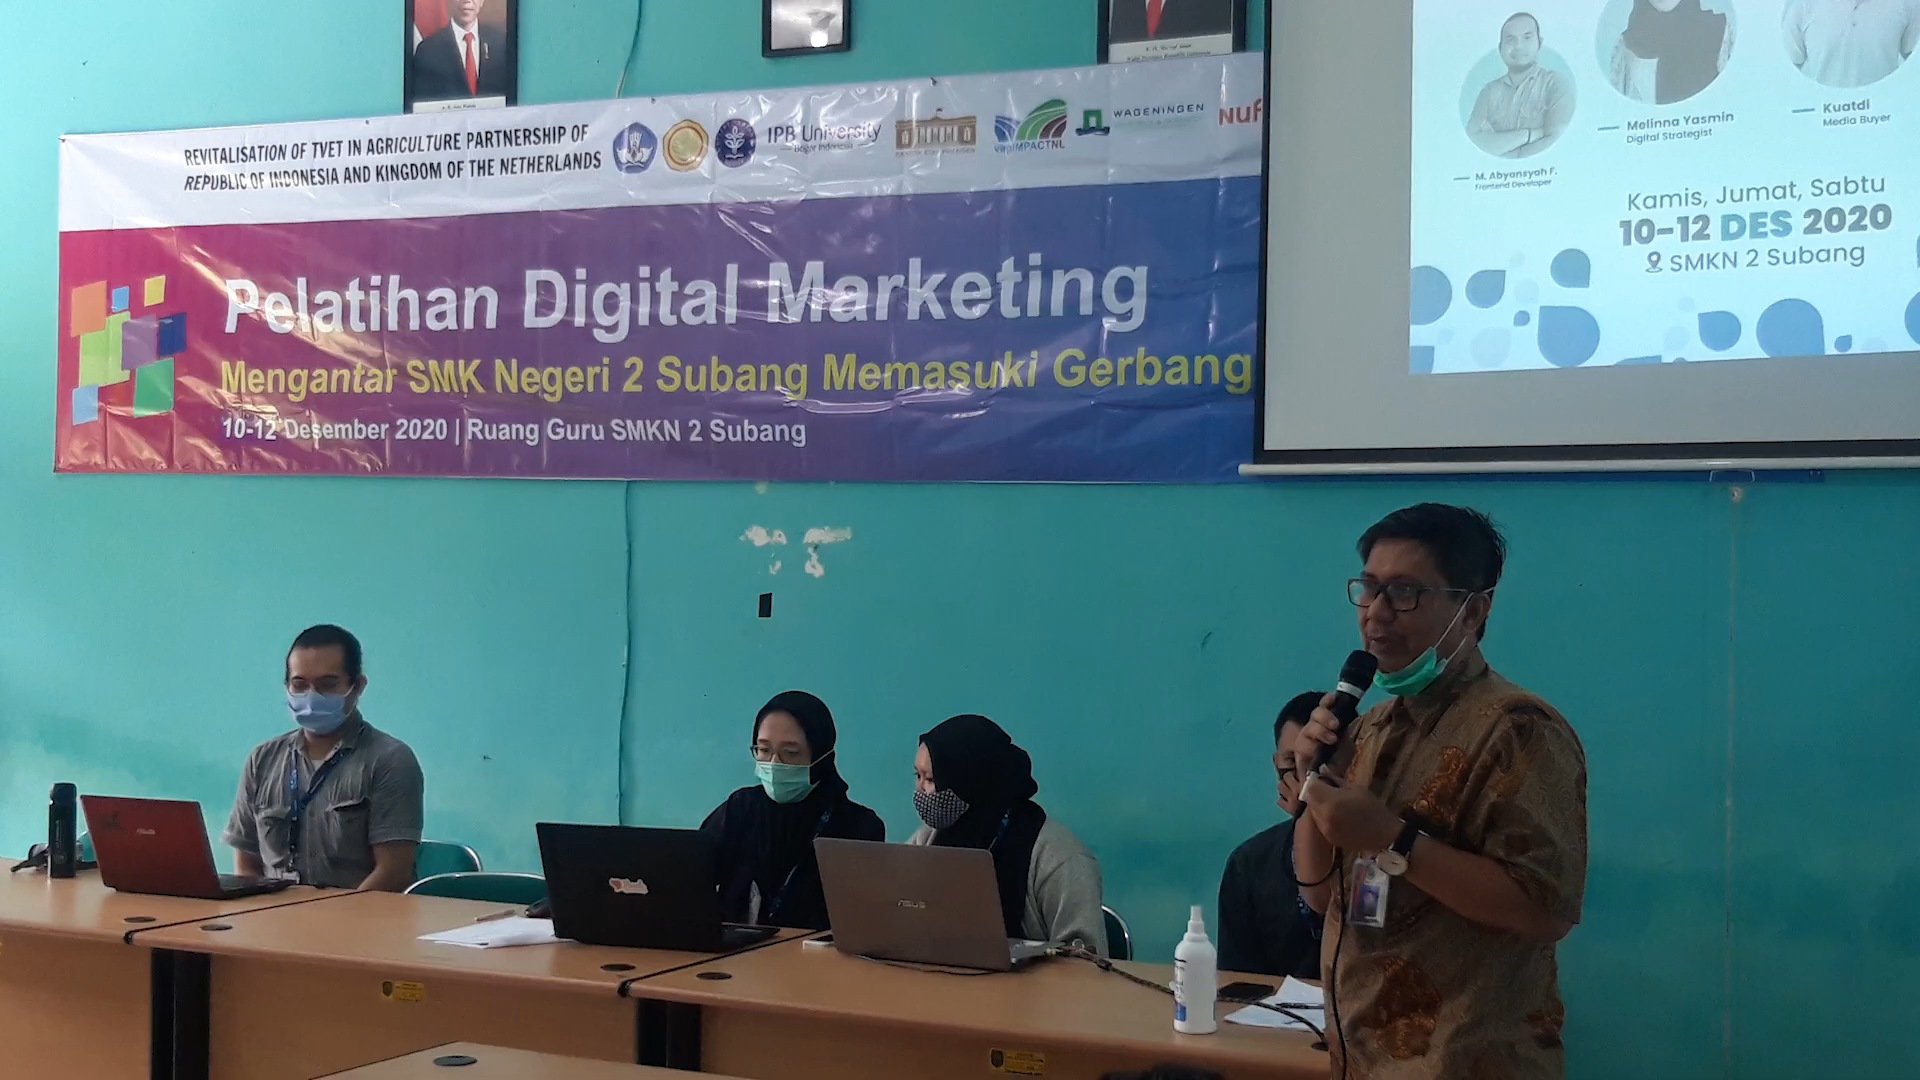 REVITALISATION OF TVET IN AGRICULTURE PARTNERSHIP OF
REPUBLIC OF INDONESIA AND KINGDOM OF THE NETHERLANDS
IPB University
Bogor Indonesia
WAGENINGEN
Pelatihan Digital Marketing
Mengantar SMK Negeri 2 Subang Memasuki Gerbang
10-12 Desember 2020 | Ruang Guru SMKN 2 Subang
M. Abyansyah F.
Frontend Developer
Melinna Yasmin
Digital Strategist
Kuatdi
Media Buyer
Kamis, Jumat, Sabtu
10-12 DES 2020
SMKN 2 Subang
ASUS
ASUS